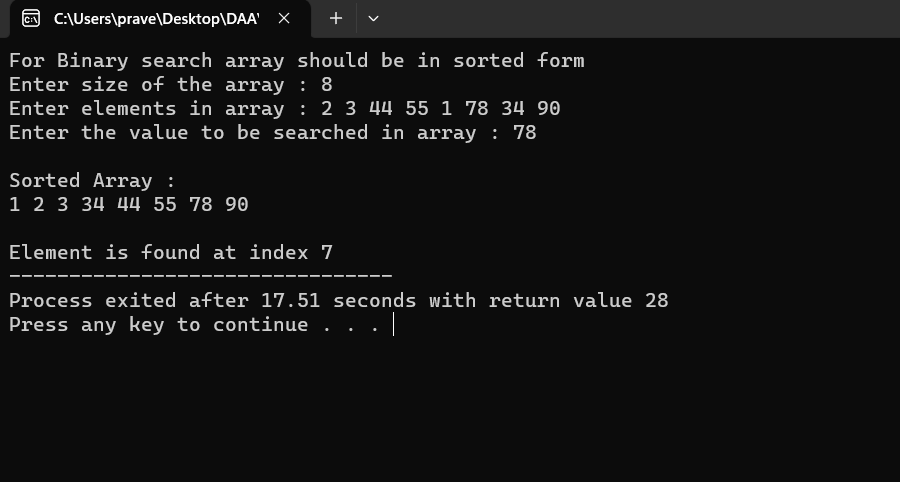 C:\Users\prave\Desktop\DAA\
For Binary search array should be in sorted form
Enter size of the array : 8
Enter elements in array : 2 3 44 55 1 78 34 90
Enter the value to be searched in array : 78
Sorted Array :
1 2 3 34 44 55 78 90
Element is found at index 7
--------------------------------
Process exited after 17.51 seconds with return value 28
Press any key to continue . . .